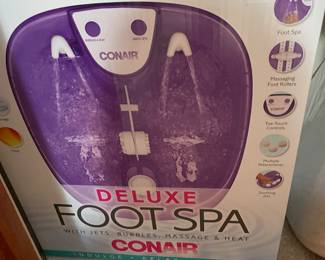 CONAIR
Foot Spa
Massaging
Foot Rollers
Toe-Touch
Controls
DELUXE
FOOT SPA
WITH JETS, BUBBLES, MASSAGE & HEAT
CONAIR